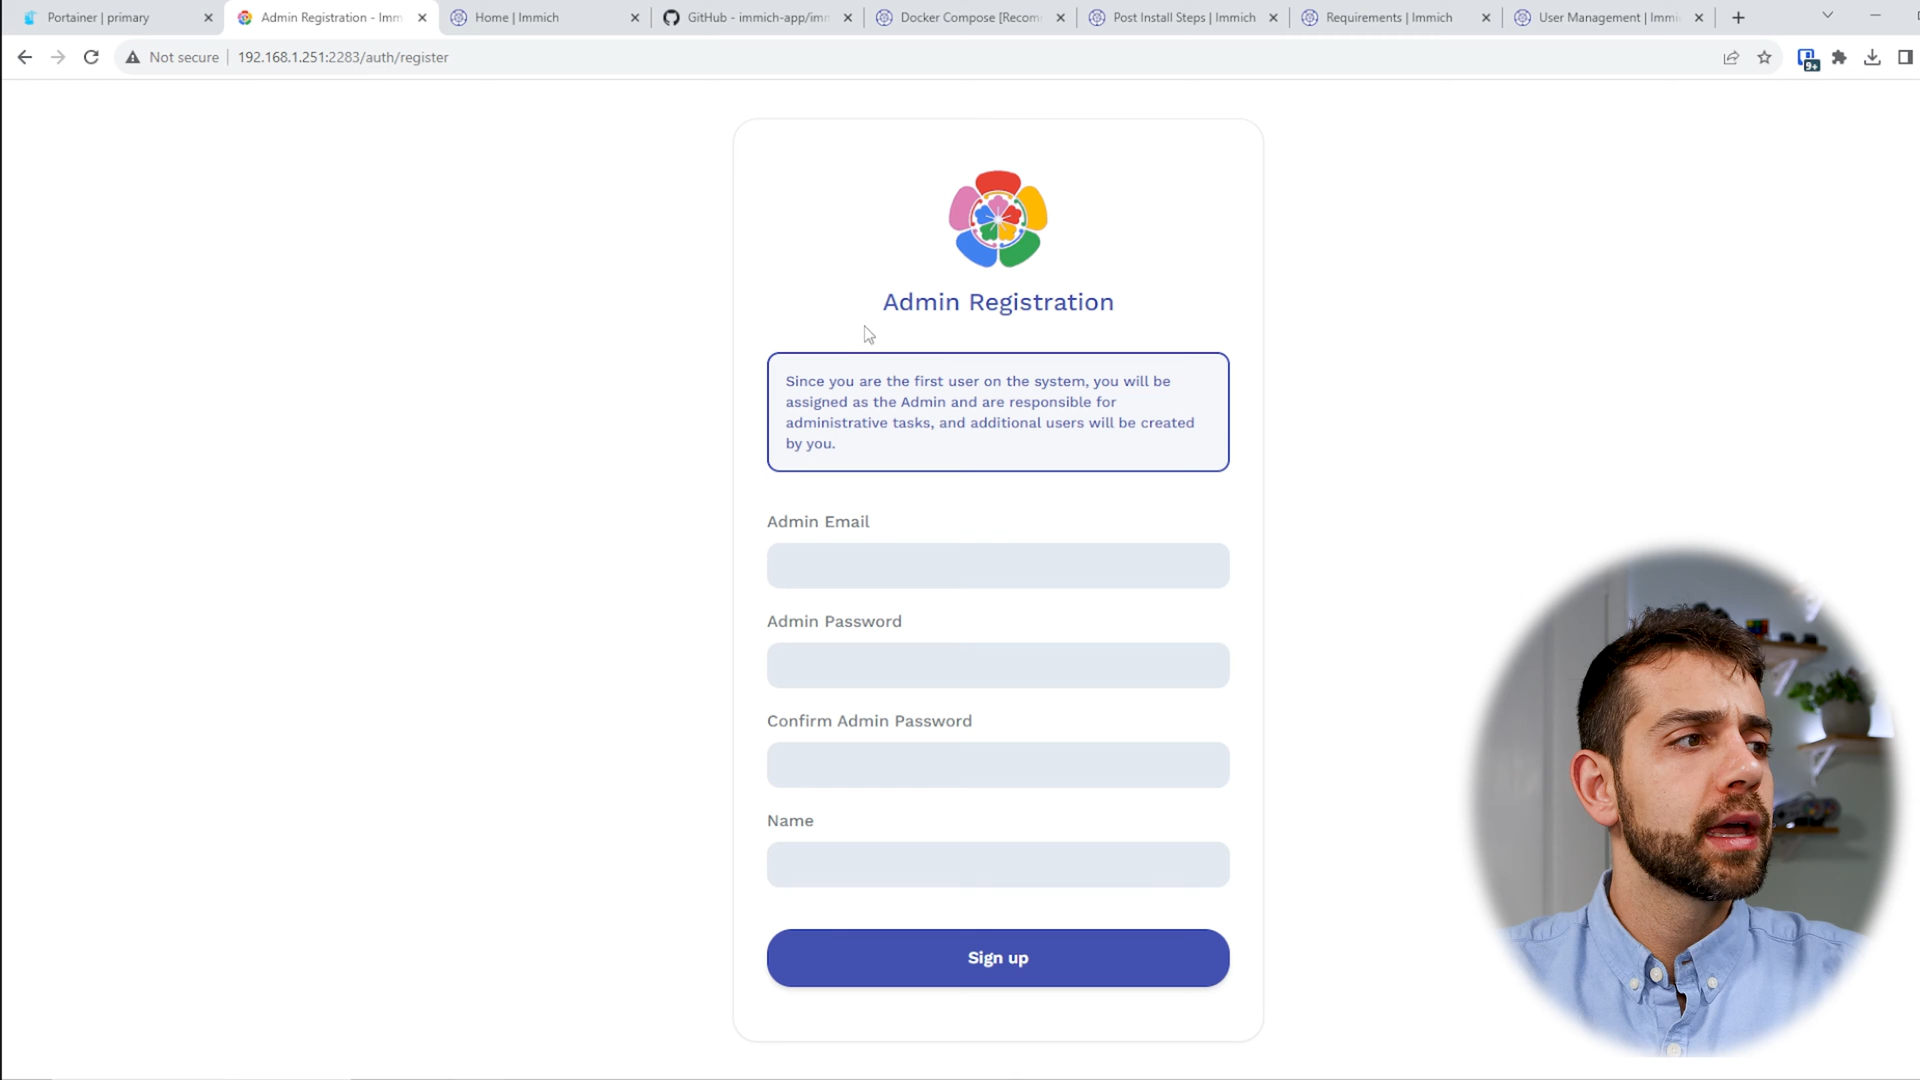 Portainer | primary
Admin Registration - Imm
Home | Immich
GitHub - immich-app/imm
Docker Compose [Recom
Post Install Steps | Immich
Requirements | Immich
User Management | Immi
Not secure
192.168.1.251:2283/auth/register
9+
Admin Registration
Since you are the first user on the system, you will be
assigned as the Admin and are responsible for
administrative tasks, and additional users will be created
by you.
Admin Email
Admin Password
Confirm Admin Password
Name
Sign up